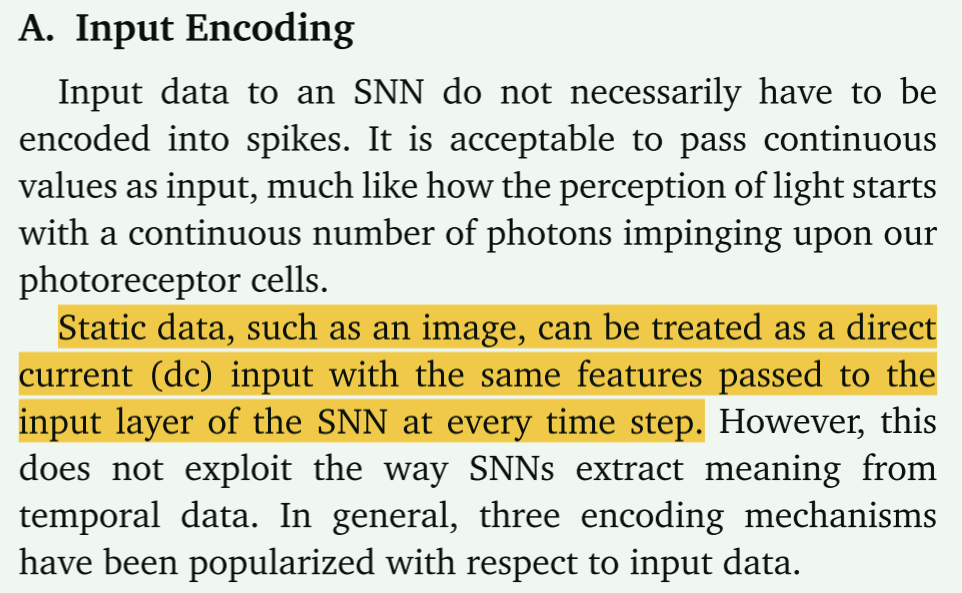 A. Input Encoding
Input data to an SNN do not necessarily have to be
encoded into spikes. It is acceptable to pass continuous
values as input, much like how the perception of light starts
with a continuous number of photons impinging upon our
photoreceptor cells.
Static data, such as an image, can be treated as a direct
current (dc) input with the same features passed to the
input layer of the SNN at every time step. However, this
does not exploit the way SNNs extract meaning from
temporal data. In general, three encoding mechanisms
have been popularized with respect to input data.